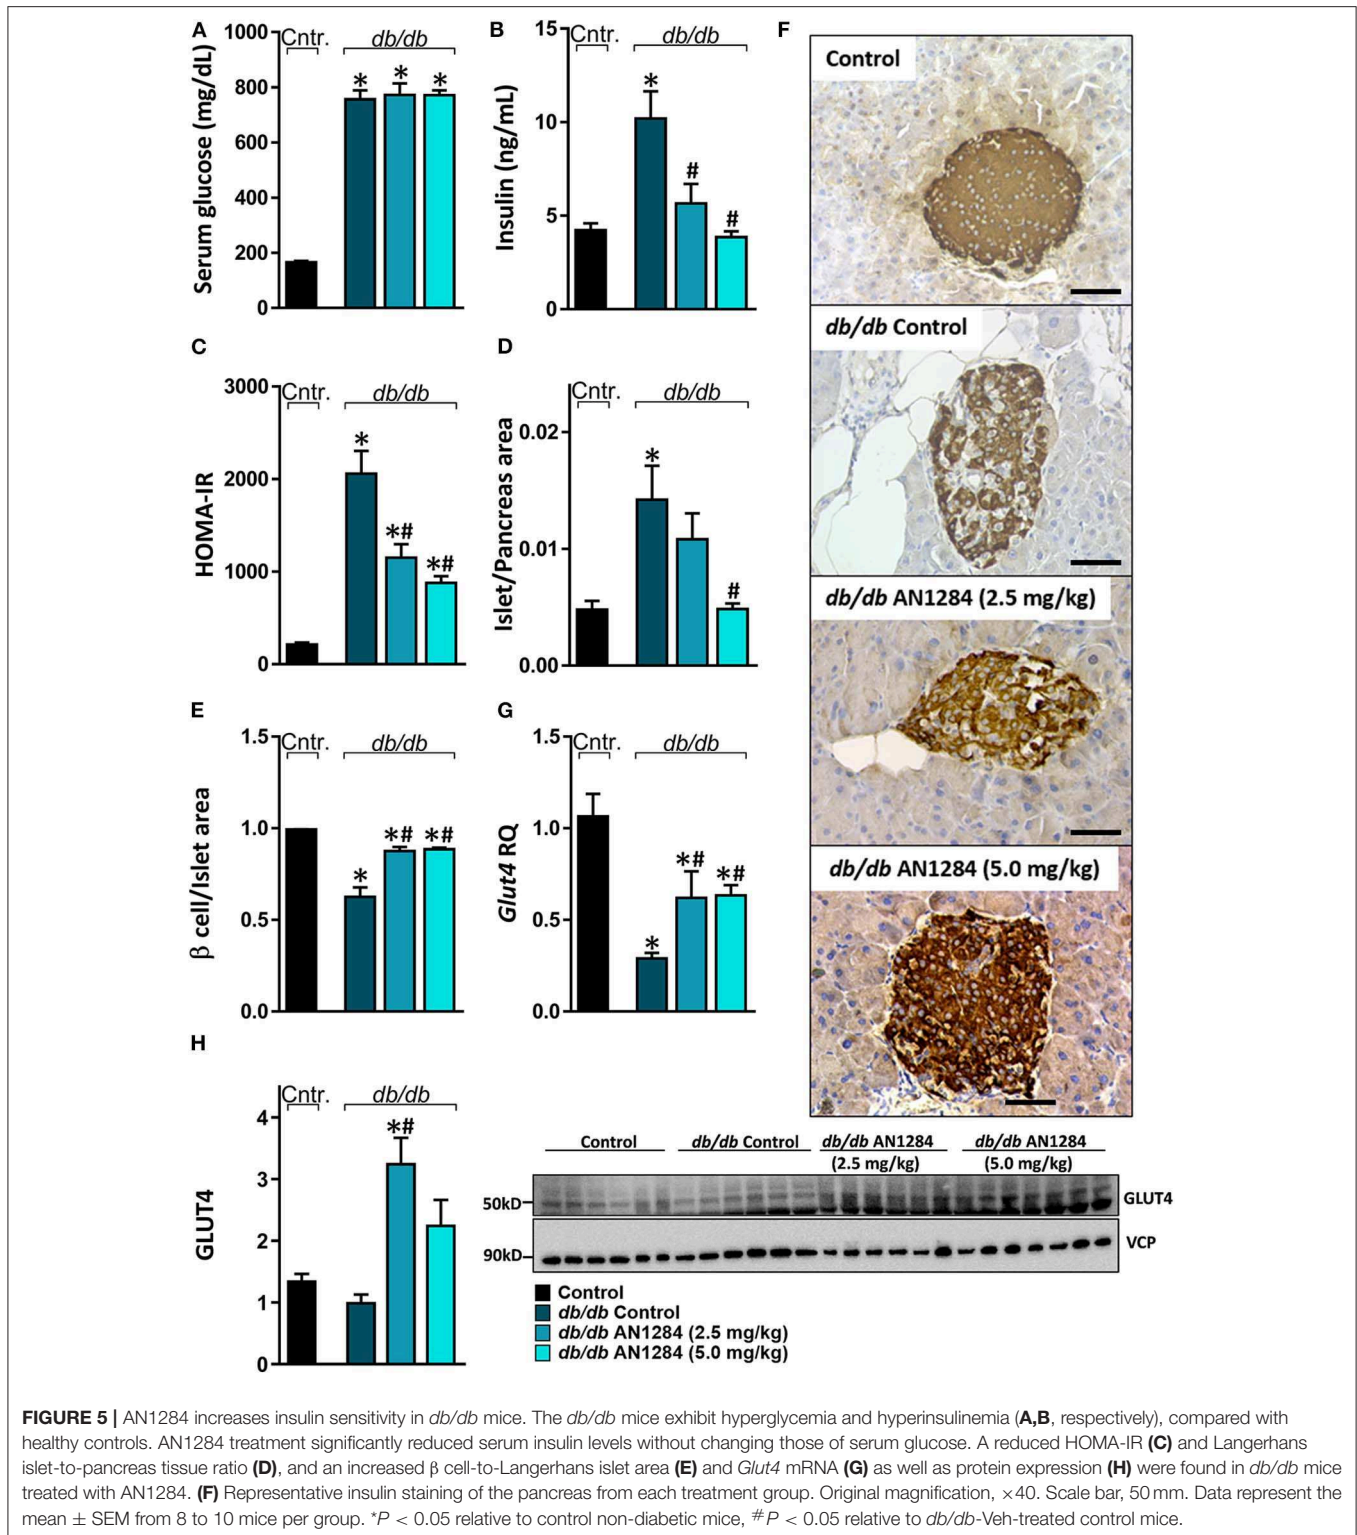 A
1000
800
600
400
200
0
Serum glucose (mg/dL)
Cntr.
db/db
*
*
*
B
15
10
5
0
Insulin (ng/mL)
Cntr.
db/db
*
#
#
C
3000
2000
1000
0
HOMA-IR
Cntr.
db/db
*
*#
*#
D
0.02
0.01
0.00
Islet/Pancreas area
Cntr.
db/db
*
#
E
1.5
1.0
0.5
0.0
β cell/Islet area
Cntr.
db/db
*
*#
*#
G
1.5
1.0
0.5
0.0
Glut4 RQ
Cntr.
db/db
*
*#
*#
F
Control
db/db Control
db/db AN1284 (2.5 mg/kg)
db/db AN1284 (5.0 mg/kg)
H
4
3
2
1
0
GLUT4
Cntr.
db/db
*#
Control
db/db Control
db/db AN1284
(2.5 mg/kg)
db/db AN1284
(5.0 mg/kg)
50kD
GLUT4
90kD
VCP
Control
db/db Control
db/db AN1284 (2.5 mg/kg)
db/db AN1284 (5.0 mg/kg)
FIGURE 5 | AN1284 increases insulin sensitivity in db/db mice. The db/db mice exhibit hyperglycemia and hyperinsulinemia (A,B, respectively), compared with
healthy controls. AN1284 treatment significantly reduced serum insulin levels without changing those of serum glucose. A reduced HOMA-IR (C) and Langerhans
islet-to-pancreas tissue ratio (D), and an increased β cell-to-Langerhans islet area (E) and Glut4 mRNA (G) as well as protein expression (H) were found in db/db mice
treated with AN1284. (F) Representative insulin staining of the pancreas from each treatment group. Original magnification, ×40. Scale bar, 50 mm. Data represent the
mean ± SEM from 8 to 10 mice per group. *P < 0.05 relative to control non-diabetic mice, #P < 0.05 relative to db/db-Veh-treated control mice.